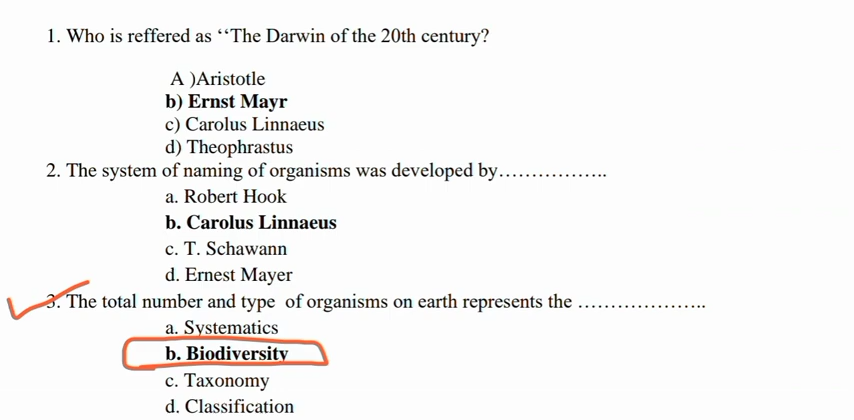 1. Who is reffered as ‘‘The Darwin of the 20th century?
A )Aristotle
b) Ernst Mayr
c) Carolus Linnaeus
d) Theophrastus
2. The system of naming of organisms was developed by……………..
a. Robert Hook
b. Carolus Linnaeus
c. T. Schawann
d. Ernest Mayer
3. The total number and type  of organisms on earth represents the ………………..
a. Systematics
b. Biodiversity
c. Taxonomy
d. Classification